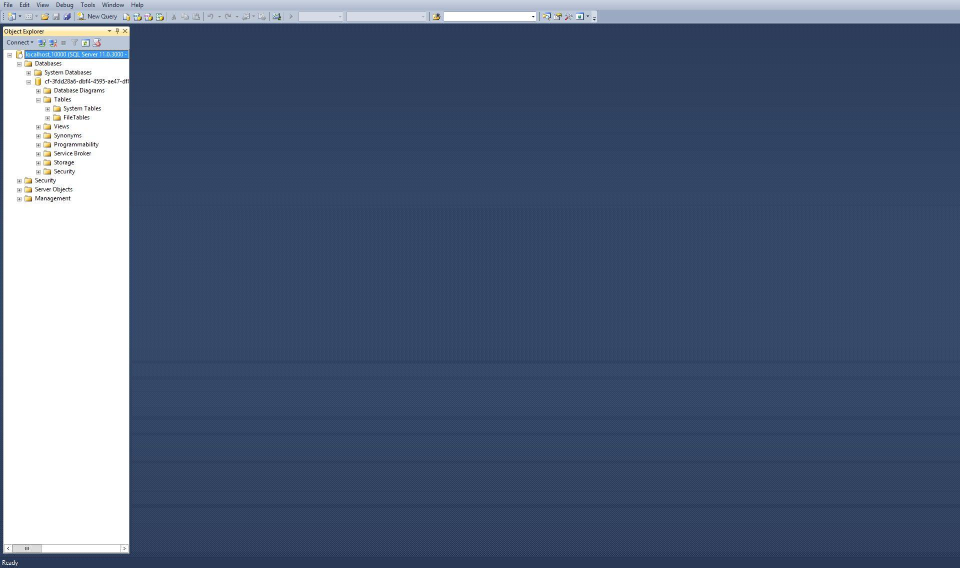 File Edit View Debug Tools Window Help
New Query
Object Explorer
Connect
localhost,10000 (SQL Server 11.0.3000 -
Databases
System Databases
cf-3fdd28a6-dbf4-4595-ae47-dff
Database Diagrams
Tables
System Tables
FileTables
Views
Synonyms
Programmability
Service Broker
Storage
Security
Security
Server Objects
Management
Ready